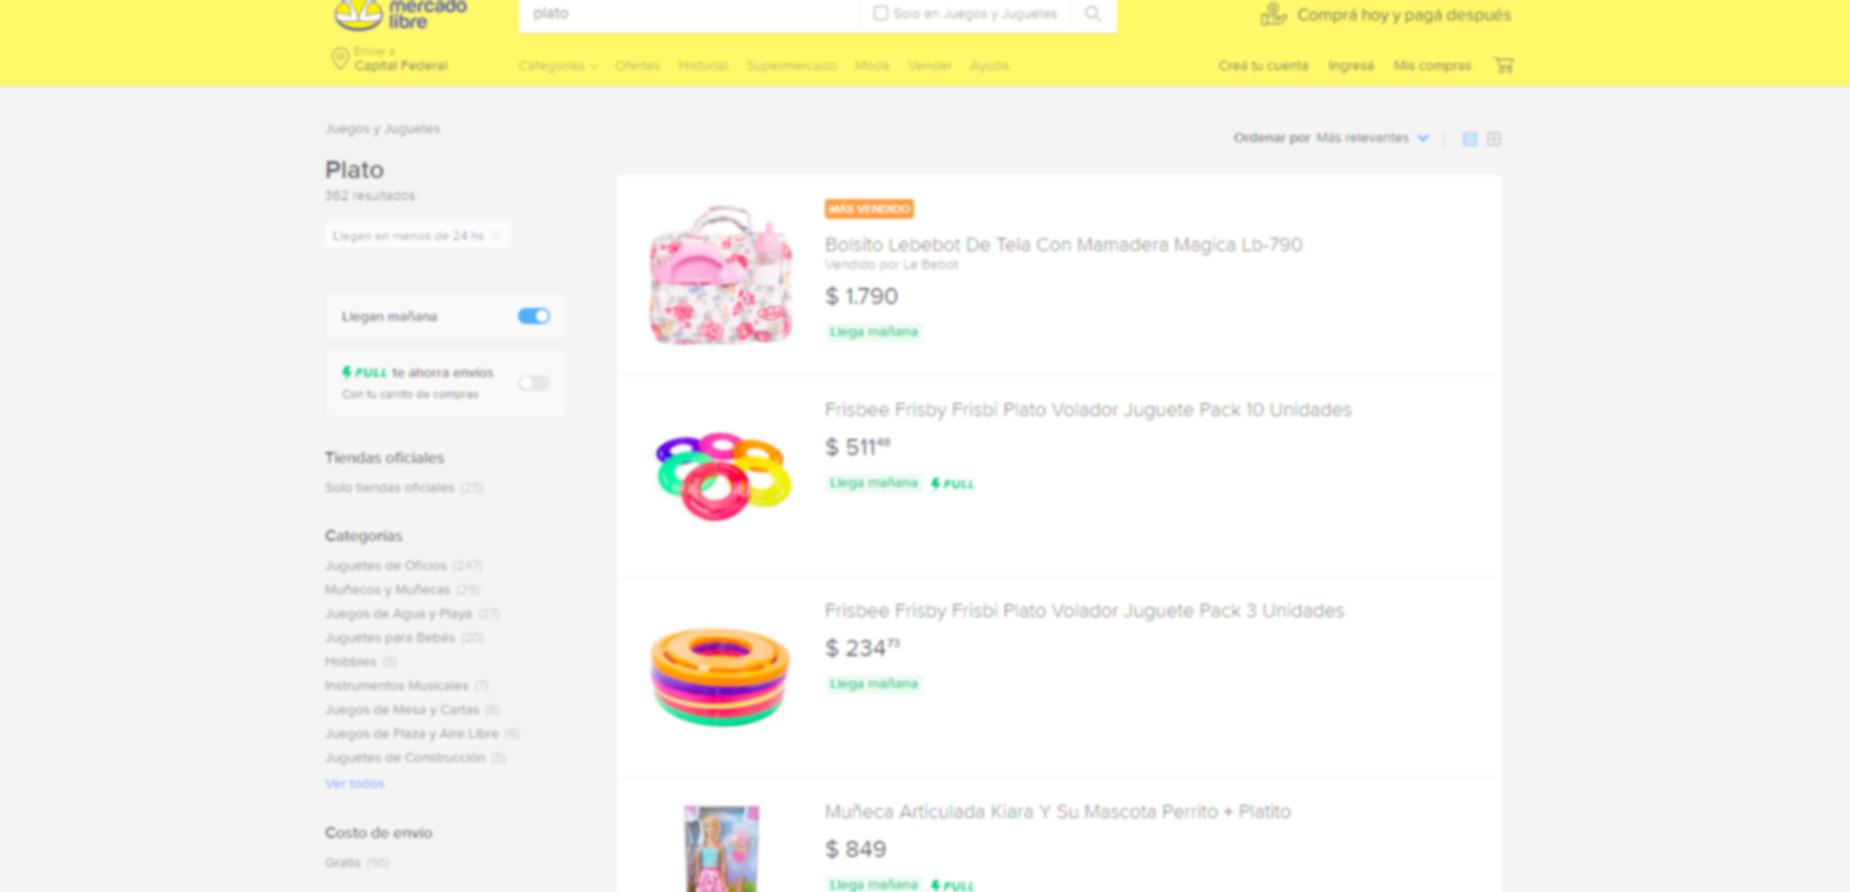 mercado
libre
plato
Solo en Juegos y Juguetes
Comprá hoy y pagá después
Enviar a
Capital Federal
Categorías
Ofertas
Historial
Supermercado
Moda
Vender
Ayuda
Creá tu cuenta
Ingresá
Mis compras
Juegos y Juguetes
Plato
362 resultados
Llegan en menos de 24 hs
Llegan mañana
FULL te ahorra envíos
Con tu carrito de compras
Tiendas oficiales
Solo tiendas oficiales (25)
Categorías
Juguetes de Oficios (247)
Muñecos y Muñecas (29)
Juegos de Agua y Playa (27)
Juguetes para Bebés (20)
Hobbies (9)
Instrumentos Musicales (7)
Juegos de Mesa y Cartas (6)
Juegos de Plaza y Aire Libre (6)
Juguetes de Construcción (5)
Ver todos
Costo de envío
Gratis (96)
Ordenar por Más relevantes
MÁS VENDIDO
Bolsito Lebebot De Tela Con Mamadera Magica Lb-790
Vendido por Le Bebot
$ 1.790
Llega mañana
Frisbee Frisby Frisbi Plato Volador Juguete Pack 10 Unidades
$ 511 48
Llega mañana FULL
Frisbee Frisby Frisbi Plato Volador Juguete Pack 3 Unidades
$ 234 73
Llega mañana
Muñeca Articulada Kiara Y Su Mascota Perrito + Platito
$ 849
Llega mañana FULL